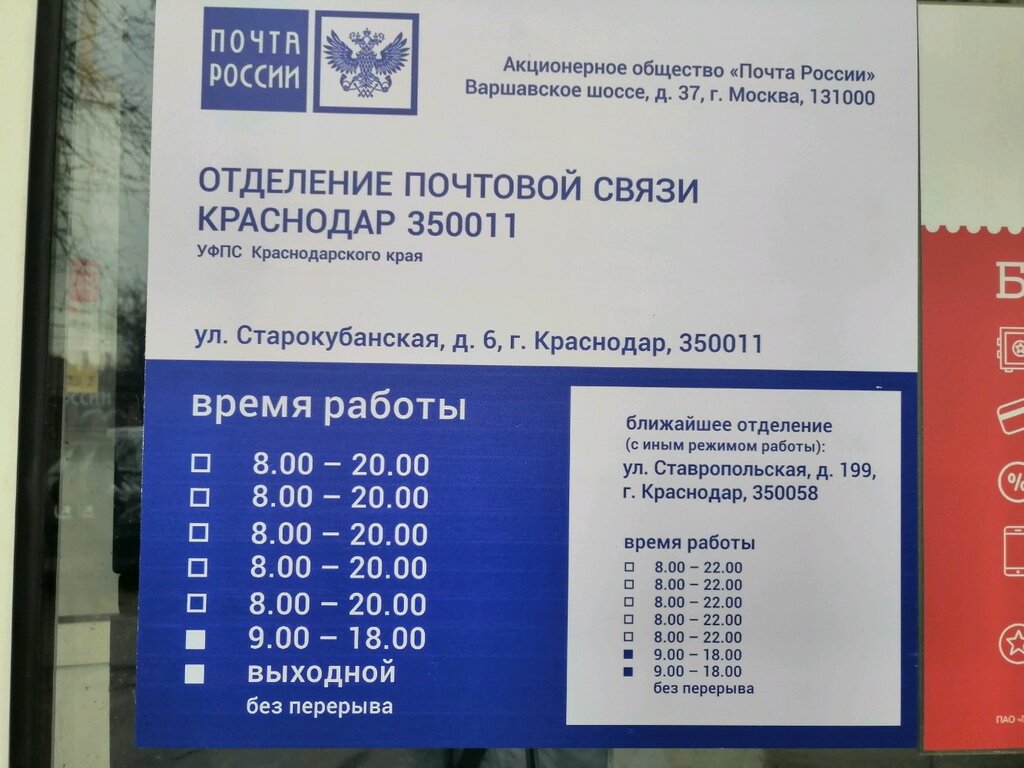 ПОЧТА
РОССИИ
Акционерное общество «Почта России»
Варшавское шоссе, д. 37, г. Москва, 131000
ОТДЕЛЕНИЕ ПОЧТОВОЙ СВЯЗИ
КРАСНОДАР 350011
УФПС Краснодарского края
ул. Старокубанская, д. 6, г. Краснодар, 350011
время работы
8.00 – 20.00
8.00 – 20.00
8.00 – 20.00
8.00 – 20.00
8.00 – 20.00
9.00 – 18.00
выходной
без перерыва
ближайшее отделение
(с иным режимом работы):
ул. Ставропольская, д. 199,
г. Краснодар, 350058
время работы
8.00 – 22.00
8.00 – 22.00
8.00 – 22.00
8.00 – 22.00
8.00 – 22.00
9.00 – 18.00
9.00 – 18.00
без перерыва
Б
%
ПАО